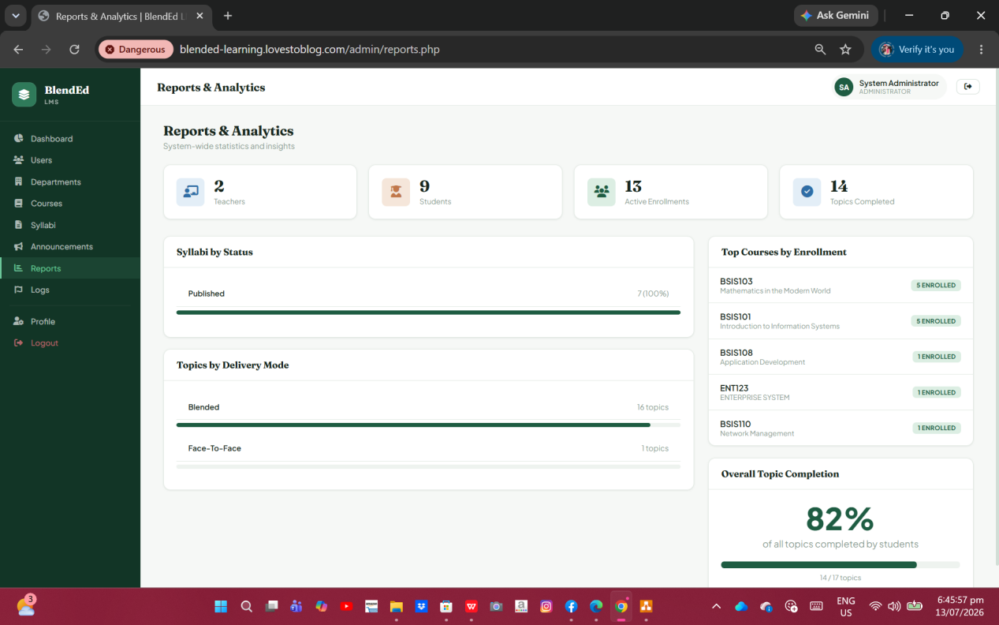 Reports & Analytics | BlendEd L
Ask Gemini
Dangerous
blended-learning.lovestoblog.com/admin/reports.php
Verify it's you
BlendEd
LMS
Dashboard
Users
Departments
Courses
Syllabi
Announcements
Reports
Logs
Profile
Logout
Reports & Analytics
SA
System Administrator
ADMINISTRATOR
Reports & Analytics
System-wide statistics and insights
2
Teachers
9
Students
13
Active Enrollments
14
Topics Completed
Syllabi by Status
Published 7 (100%)
Topics by Delivery Mode
Blended 16 topics
Face-To-Face 1 topics
Top Courses by Enrollment
BSIS103
Mathematics in the Modern World
5 ENROLLED
BSIS101
Introduction to Information Systems
5 ENROLLED
BSIS108
Application Development
1 ENROLLED
ENT123
ENTERPRISE SYSTEM
1 ENROLLED
BSIS110
Network Management
1 ENROLLED
Overall Topic Completion
82%
of all topics completed by students
14 / 17 topics
3
ENG
US
6:45:57 pm
13/07/2026